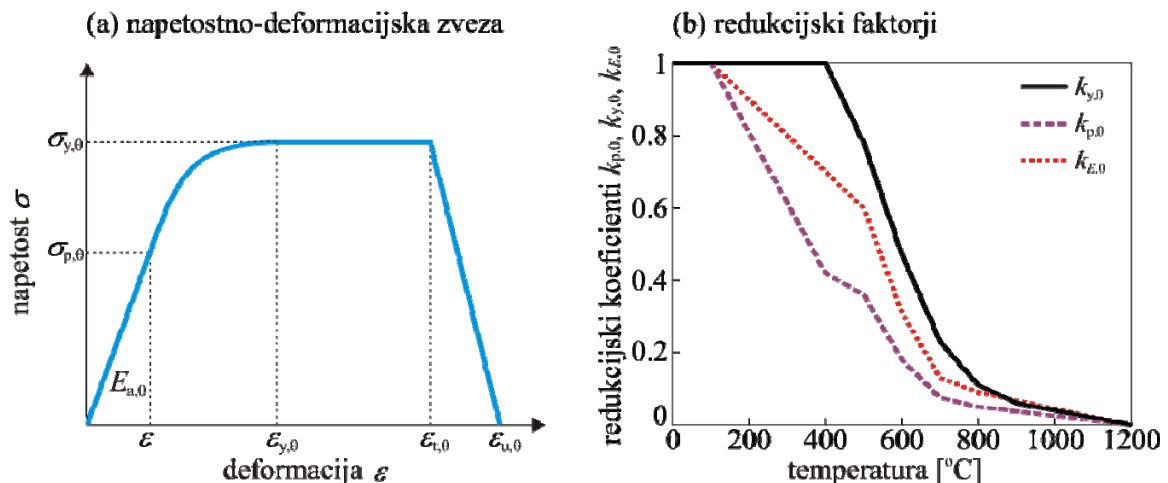 (a) napetostno-deformacijska zveza
napetost σ
σy,θ
σp,θ
Ea,θ
ε
εy,θ
εt,θ
εu,θ
deformacija ε
(b) redukcijski faktorji
redukcijski koeficienti kp,θ, ky,θ, kE,θ
1
0.8
0.6
0.4
0.2
0
ky,θ
kp,θ
kE,θ
0 200 400 600 800 1000 1200
temperatura [°C]